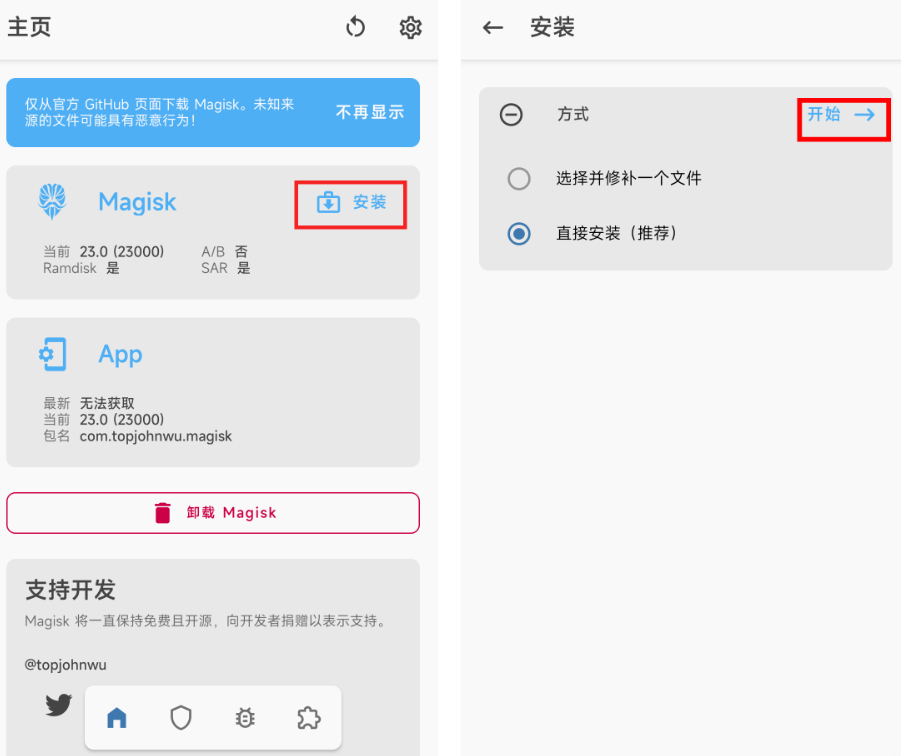 主页
仅从官方 GitHub 页面下载 Magisk。未知来
源的文件可能具有恶意行为！
不再显示
Magisk
安装
当前 23.0 (23000)
A/B 否
Ramdisk 是
SAR 是
App
最新 无法获取
当前 23.0 (23000)
包名 com.topjohnwu.magisk
卸载 Magisk
支持开发
Magisk 将一直保持免费且开源，向开发者捐赠以表示支持。
@topjohnwu
安装
方式
开始
选择并修补一个文件
直接安装（推荐）